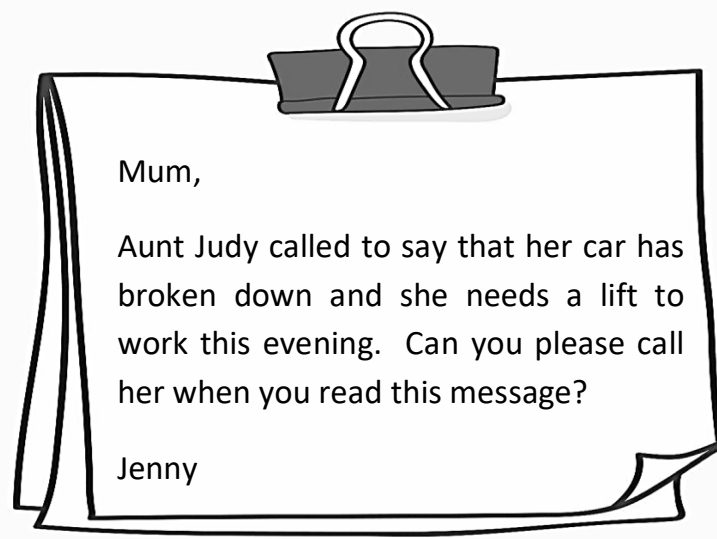 Mum,
Aunt Judy called to say that her car has
broken down and she needs a lift to
work this evening.  Can you please call
her when you read this message?
Jenny